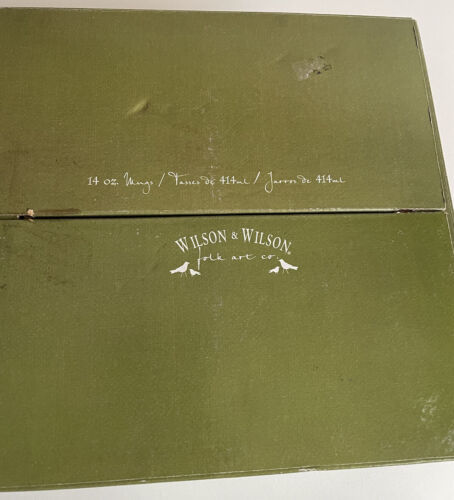 14 oz. Mugs / Tasses de 414ml / Jarros de 414ml
WILSON & WILSON®
folk art co.